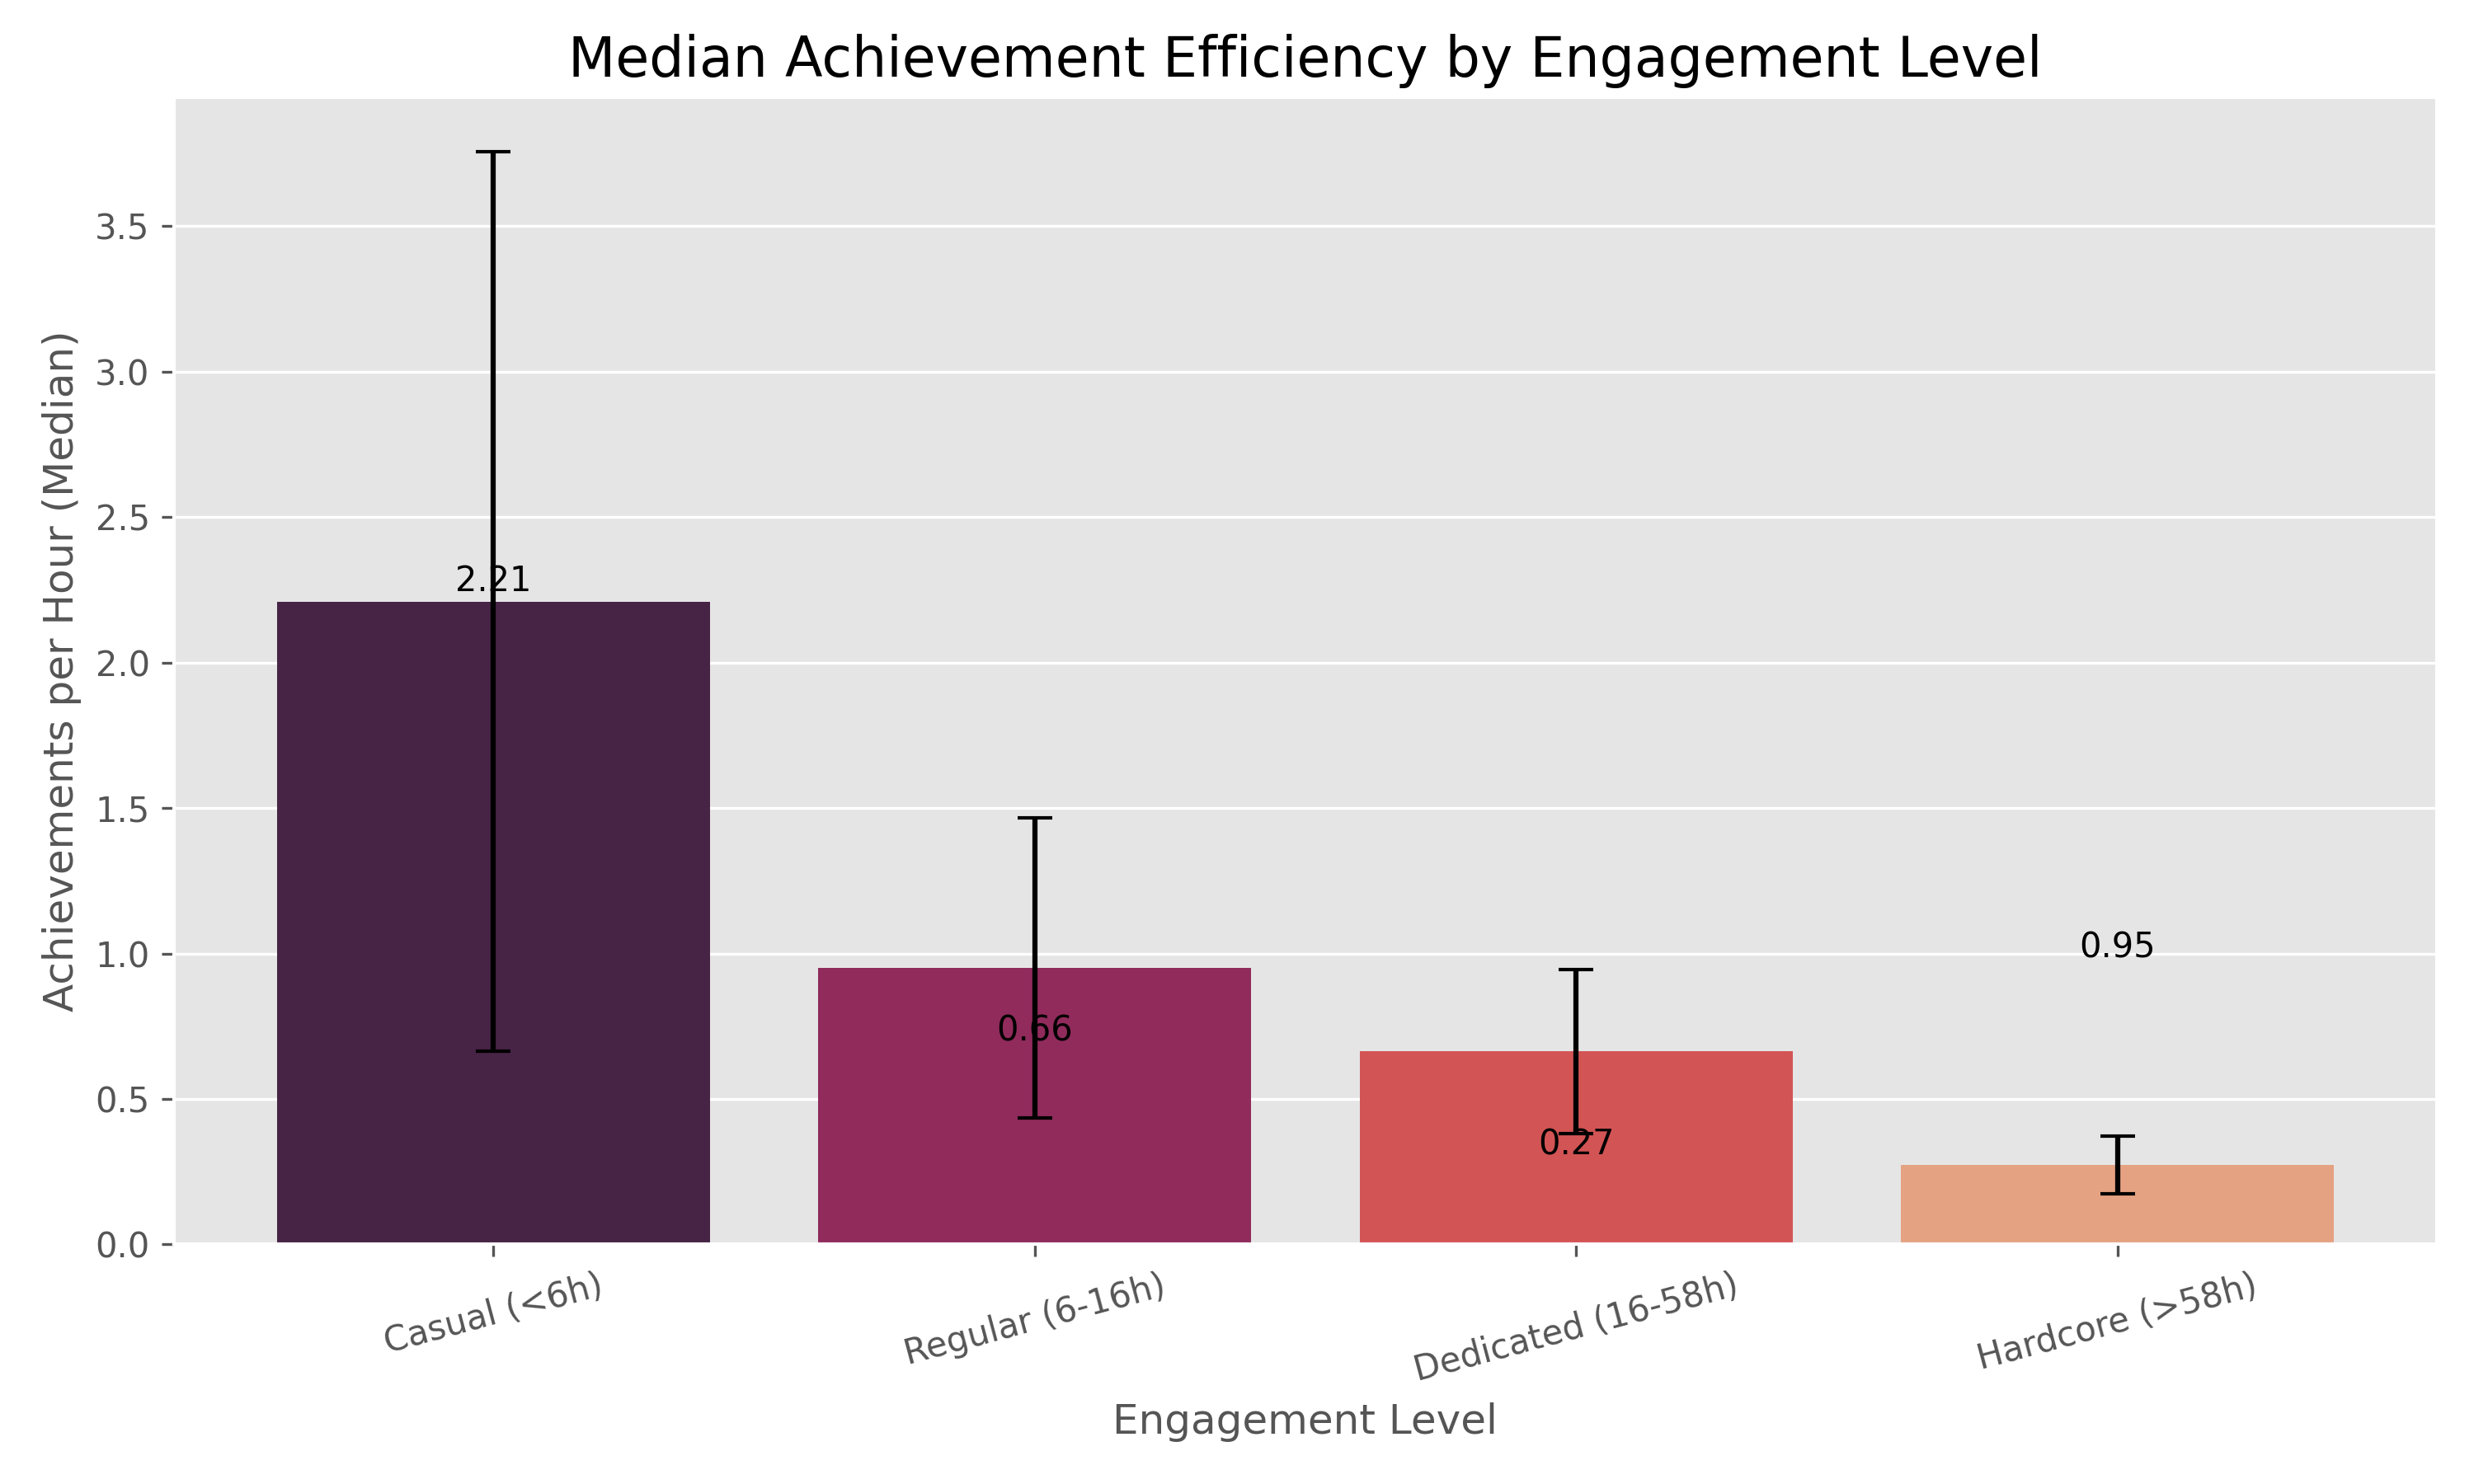 Median Achievement Efficiency by Engagement Level
Achievements per Hour (Median)
3.5
3.0
2.5
2.0
1.5
1.0
0.5
0.0
2.21
0.66
0.27
0.95
Casual (<6h)
Regular (6-16h)
Dedicated (16-58h)
Hardcore (>58h)
Engagement Level